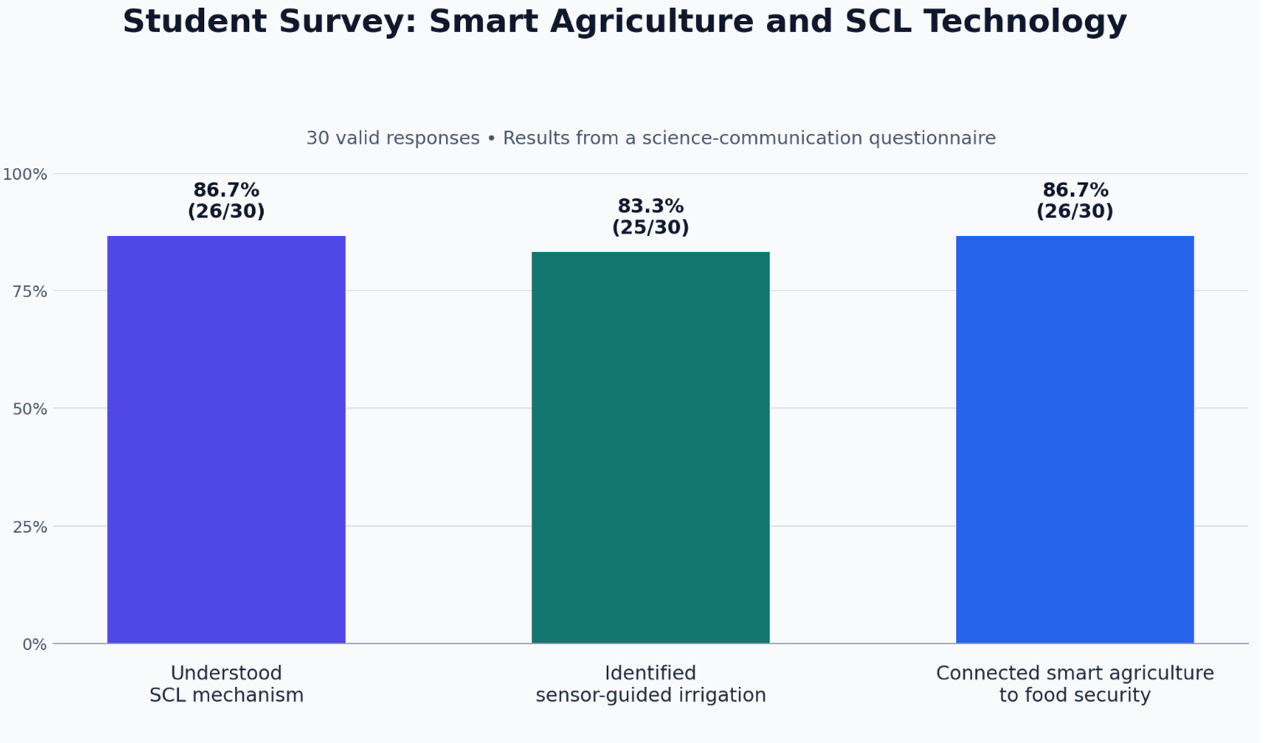 Student Survey: Smart Agriculture and SCL Technology
30 valid responses • Results from a science-communication questionnaire
100%
75%
50%
25%
0%
86.7%
(26/30)
83.3%
(25/30)
86.7%
(26/30)
Understood
SCL mechanism
Identified
sensor-guided irrigation
Connected smart agriculture
to food security